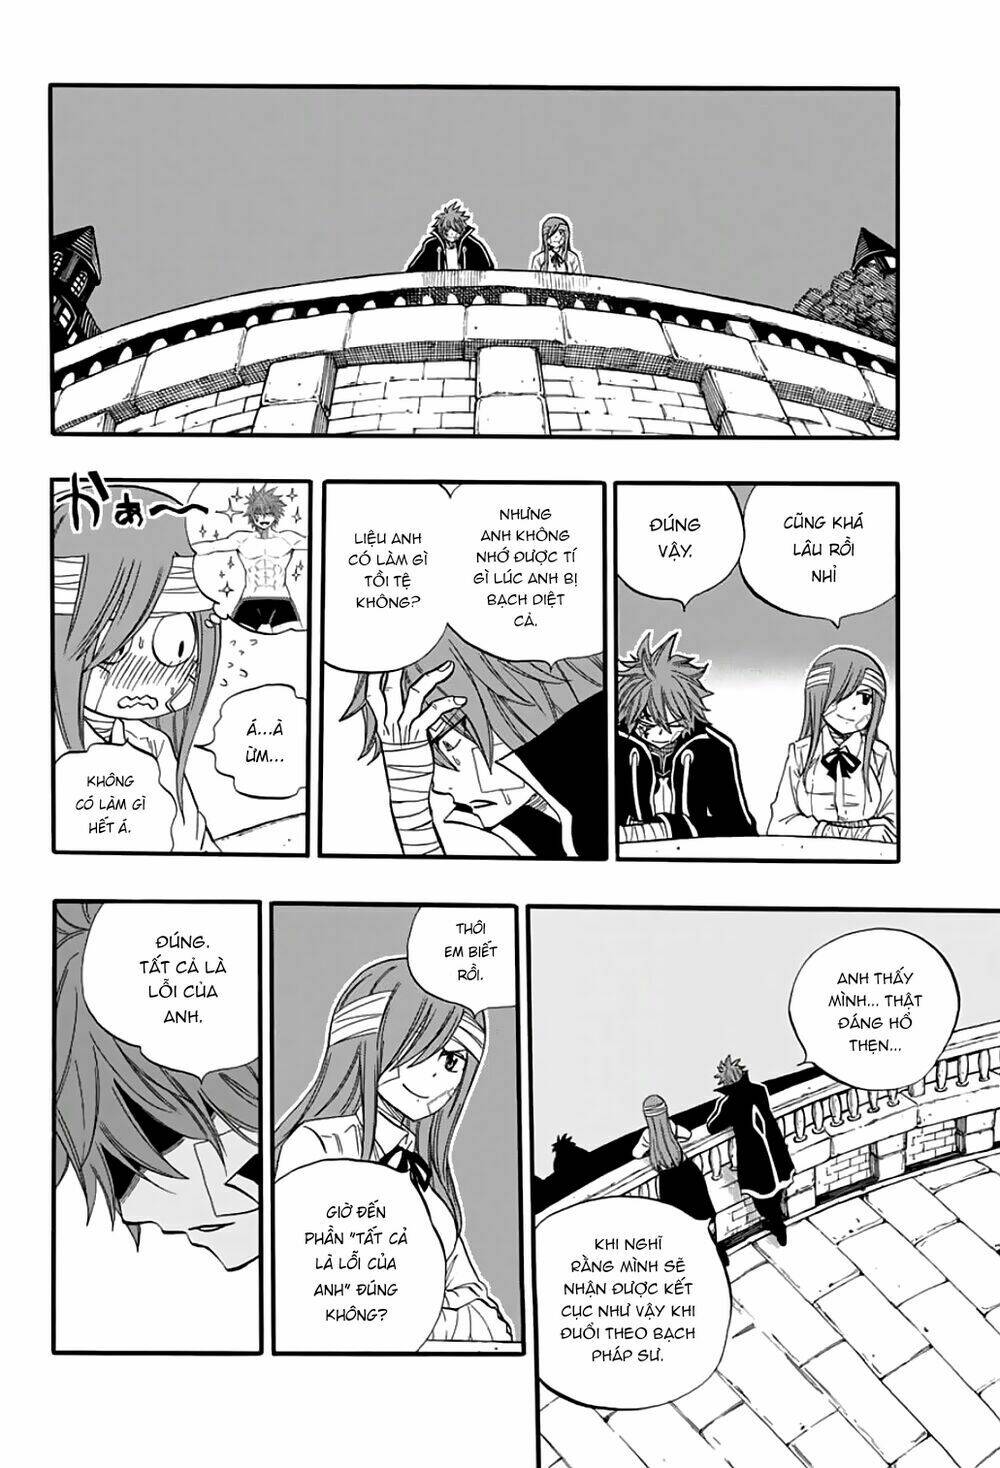 CŨNG KHÁ
LÂU RỒI
NHỈ
ĐÚNG
VẬY.
NHƯNG
ANH KHÔNG
NHỚ ĐƯỢC TÍ
GÌ LÚC ANH BỊ
BẠCH DIỆT
CẢ.
LIỆU ANH
CÓ LÀM GÌ
TỒI TỆ
KHÔNG?
かぁ〜
Á...À
ỪM...
KHÔNG
CÓ LÀM GÌ
HẾT Á.
ANH THẤY
MÌNH... THẬT
ĐÁNG HỔ
THẸN...
KHI NGHĨ
RẰNG MÌNH SẼ
NHẬN ĐƯỢC KẾT
CỤC NHƯ VẬY KHI
ĐUỔI THEO BẠCH
PHÁP SƯ.
THÔI
EM BIẾT
RỒI.
GIỜ ĐẾN
PHẦN "TẤT CẢ
LÀ LỖI CỦA
ANH" ĐÚNG
KHÔNG?
ĐÚNG.
TẤT CẢ LÀ
LỖI CỦA
ANH.